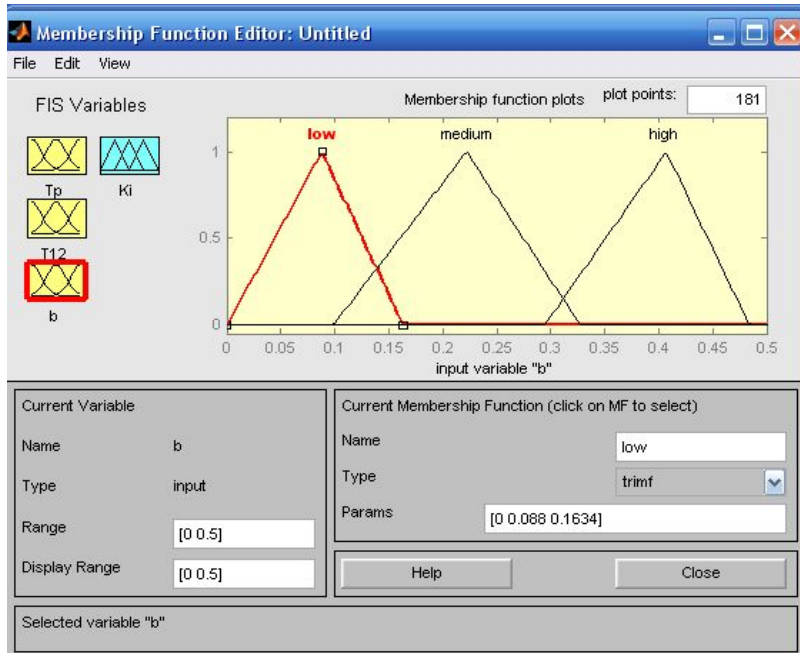 Membership Function Editor: Untitled
File Edit View
FIS Variables
Membership function plots plot points: 181
low medium high
1
0.5
0
Tp Ki
T12
b
0 0.05 0.1 0.15 0.2 0.25 0.3 0.35 0.4 0.45 0.5
input variable "b"
Current Variable
Name b
Type input
Range [0 0.5]
Display Range [0 0.5]
Current Membership Function (click on MF to select)
Name low
Type trimf
Params [0 0.088 0.1634]
Help Close
Selected variable "b"